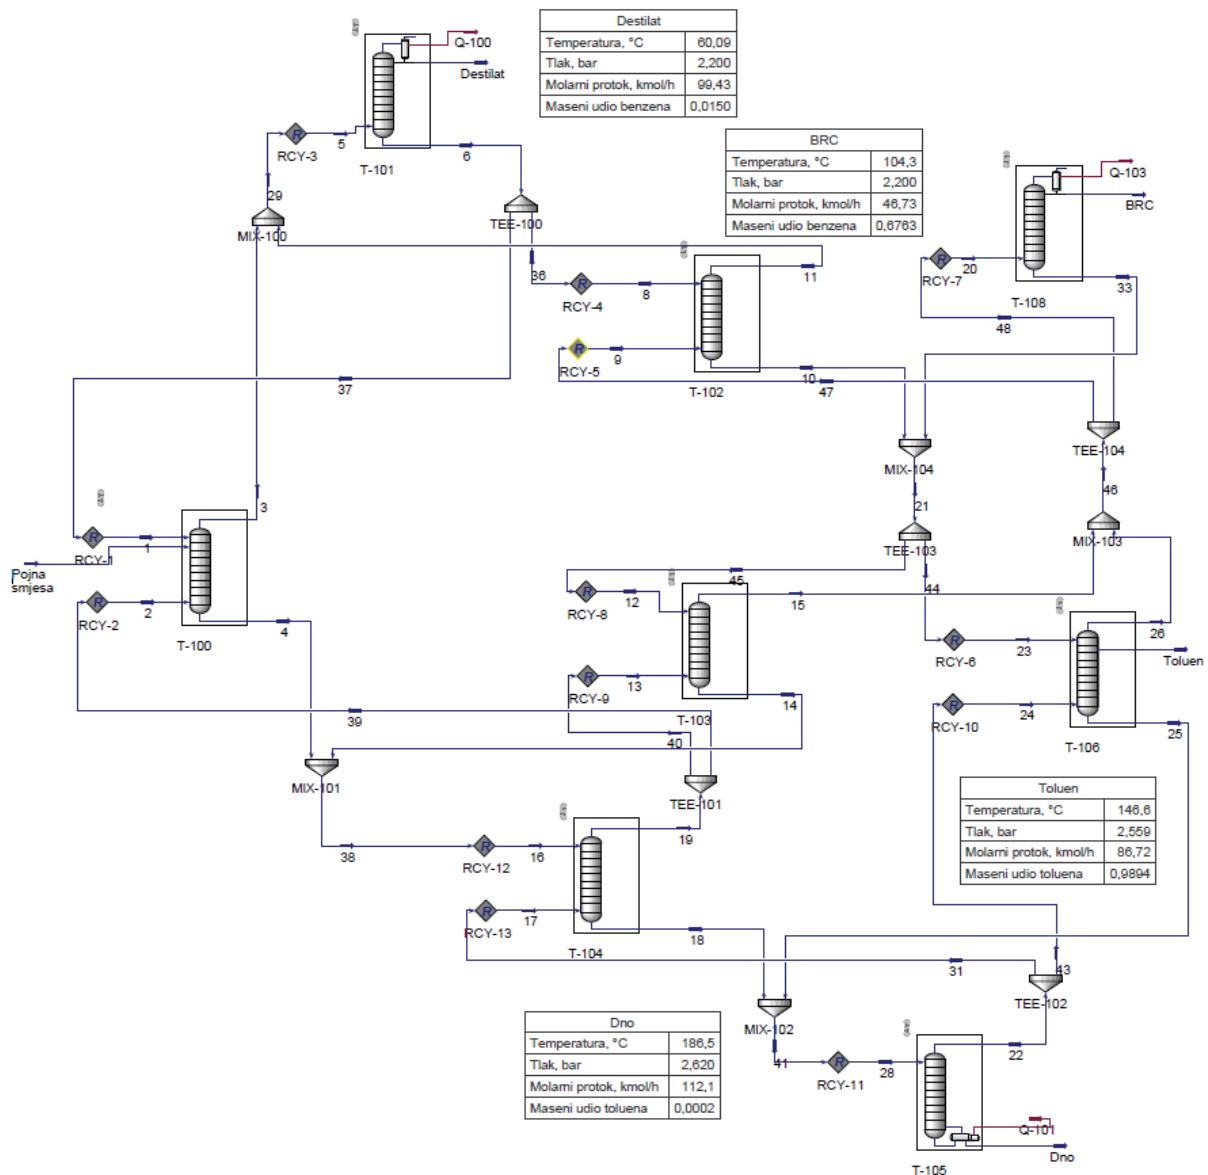 Destilat
Temperatura, °C 60,09
Tlak, bar 2,200
Molarni protok, kmol/h 99,43
Maseni udio benzena 0,0150
Q-100
Destilat
RCY-3
5
6
T-101
29
MIX-100
TEE-100
BRC
Temperatura, °C 104,3
Tlak, bar 2,200
Molarni protok, kmol/h 46,73
Maseni udio benzena 0,6763
Q-103
BRC
RCY-7
20
33
T-108
48
36
RCY-4
8
11
RCY-5
9
10
47
T-102
37
TEE-104
MIX-104
46
21
3
MIX-103
TEE-103
RCY-1
1
Pojna
smjesa
RCY-2
2
4
T-100
45
44
RCY-8
12
15
RCY-6
23
26
Toluen
RCY-9
13
14
RCY-10
24
25
T-103
T-106
39
40
MIX-101
TEE-101
Toluen
Temperatura, °C 146,6
Tlak, bar 2,559
Molarni protok, kmol/h 86,72
Maseni udio toluena 0,9894
38
RCY-12
16
19
RCY-13
17
18
T-104
31
43
TEE-102
MIX-102
Dno
Temperatura, °C 186,5
Tlak, bar 2,620
Molarni protok, kmol/h 112,1
Maseni udio toluena 0,0002
41
RCY-11
28
22
Q-101
Dno
T-105